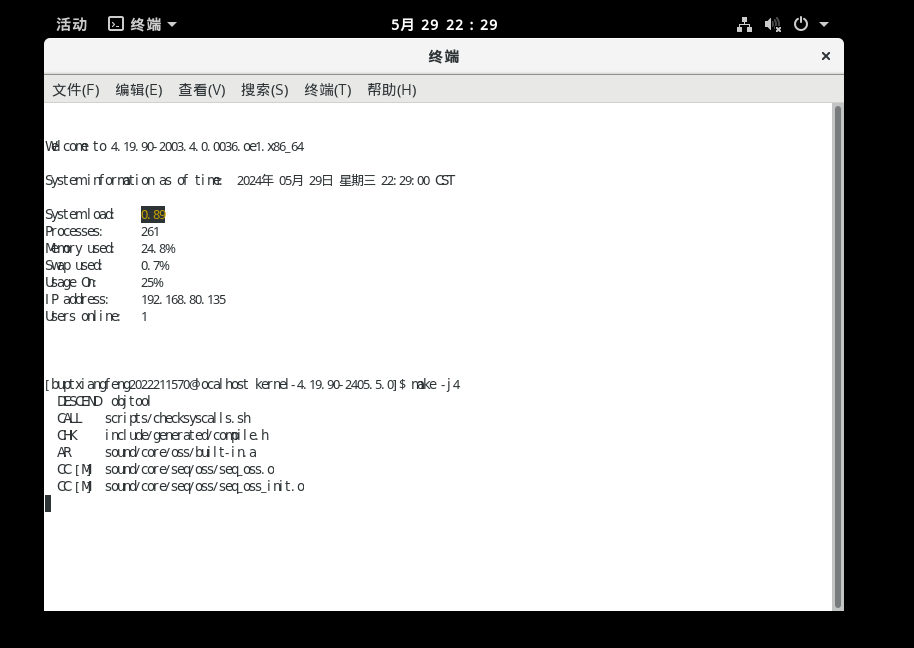 活动 终端 5月 29 22：29
终端 ×
文件(F) 编辑(E) 查看(V) 搜索(S) 终端(T) 帮助(H)
Welcome to 4.19.90-2003.4.0.0036.oe1.x86_64
System information as of time: 2024年 05月 29日 星期三 22:29:00 CST
System load: 0.89
Processes: 261
Memory used: 24.8%
Swap used: 0.7%
Usage On: 25%
IP address: 192.168.80.135
Users online: 1
[buptxiangfeng2022211570@localhost kernel-4.19.90-2405.5.0]$ make -j4
DESCEND objtool
CALL scripts/checksyscalls.sh
CHK include/generated/compile.h
AR sound/core/oss/built-in.a
CC [M] sound/core/seq/oss/seq_oss.o
CC [M] sound/core/seq/oss/seq_oss_init.o